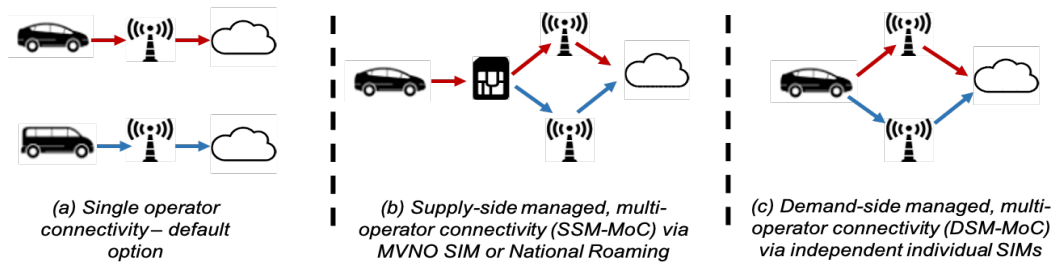 (a) Single operator
connectivity – default
option
(b) Supply-side managed, multi-
operator connectivity (SSM-MoC) via
MVNO SIM or National Roaming
(c) Demand-side managed, multi-
operator connectivity (DSM-MoC)
via independent individual SIMs